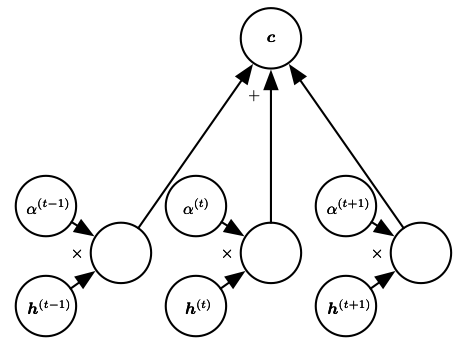 c
+
α^(t−1) α^(t) α^(t+1)
× × ×
h^(t−1) h^(t) h^(t+1)